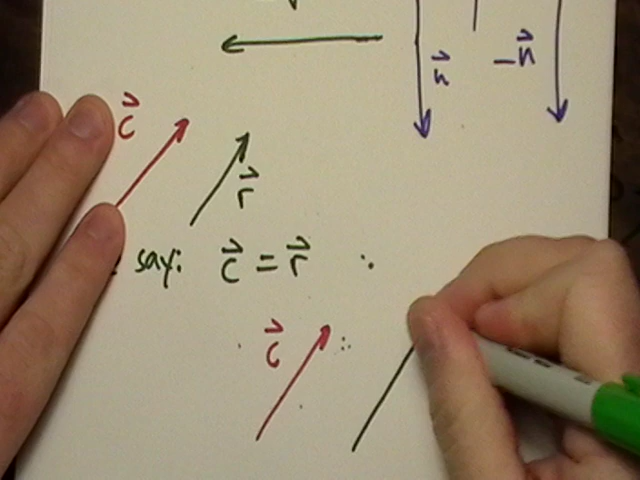 n⃗
-n⃗
c⃗
r⃗
say: c⃗ = r⃗
c⃗